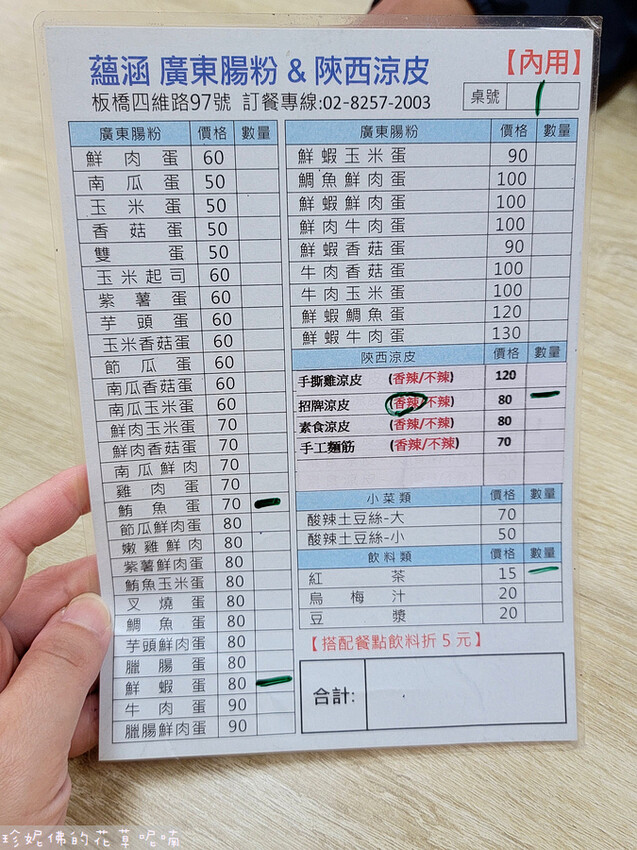 蘊涵 廣東腸粉 & 陝西涼皮
【內用】
板橋四維路97號 訂餐專線:02-8257-2003
桌號 1
廣東腸粉 價格 數量
鮮肉蛋 60
南瓜蛋 50
玉米蛋 50
香菇蛋 50
雙蛋 50
玉米起司 60
紫薯蛋 60
芋頭蛋 60
玉米香菇蛋 60
節瓜蛋 60
南瓜香菇蛋 60
南瓜玉米蛋 60
鮮肉玉米蛋 70
鮮肉香菇蛋 70
南瓜鮮肉 70
雞肉蛋 70
鮪魚蛋 70
節瓜鮮肉蛋 80
嫩雞鮮肉 80
紫薯鮮肉蛋 80
鮪魚玉米蛋 80
叉燒蛋 80
鯛魚蛋 80
芋頭鮮肉蛋 80
臘腸蛋 80
鮮蝦蛋 80
牛肉蛋 90
臘腸鮮肉蛋 90
廣東腸粉 價格 數量
鮮蝦玉米蛋 90
鯛魚鮮肉蛋 100
鮮蝦鮮肉蛋 100
鮮肉牛肉蛋 100
鮮蝦香菇蛋 90
牛肉香菇蛋 100
牛肉玉米蛋 100
鮮蝦鯛魚蛋 120
鮮蝦牛肉蛋 130
陝西涼皮 價格 數量
手撕雞涼皮 (香辣/不辣) 120
招牌涼皮 (香辣/不辣) 80
素食涼皮 (香辣/不辣) 80
手工麵筋 (香辣/不辣) 70
小菜類 價格 數量
酸辣土豆絲-大 70
酸辣土豆絲-小 50
飲料類 價格 數量
紅茶 15
烏梅汁 20
豆漿 20
【搭配餐點飲料折5元】
合計:
珍妮佛的花草呢喃